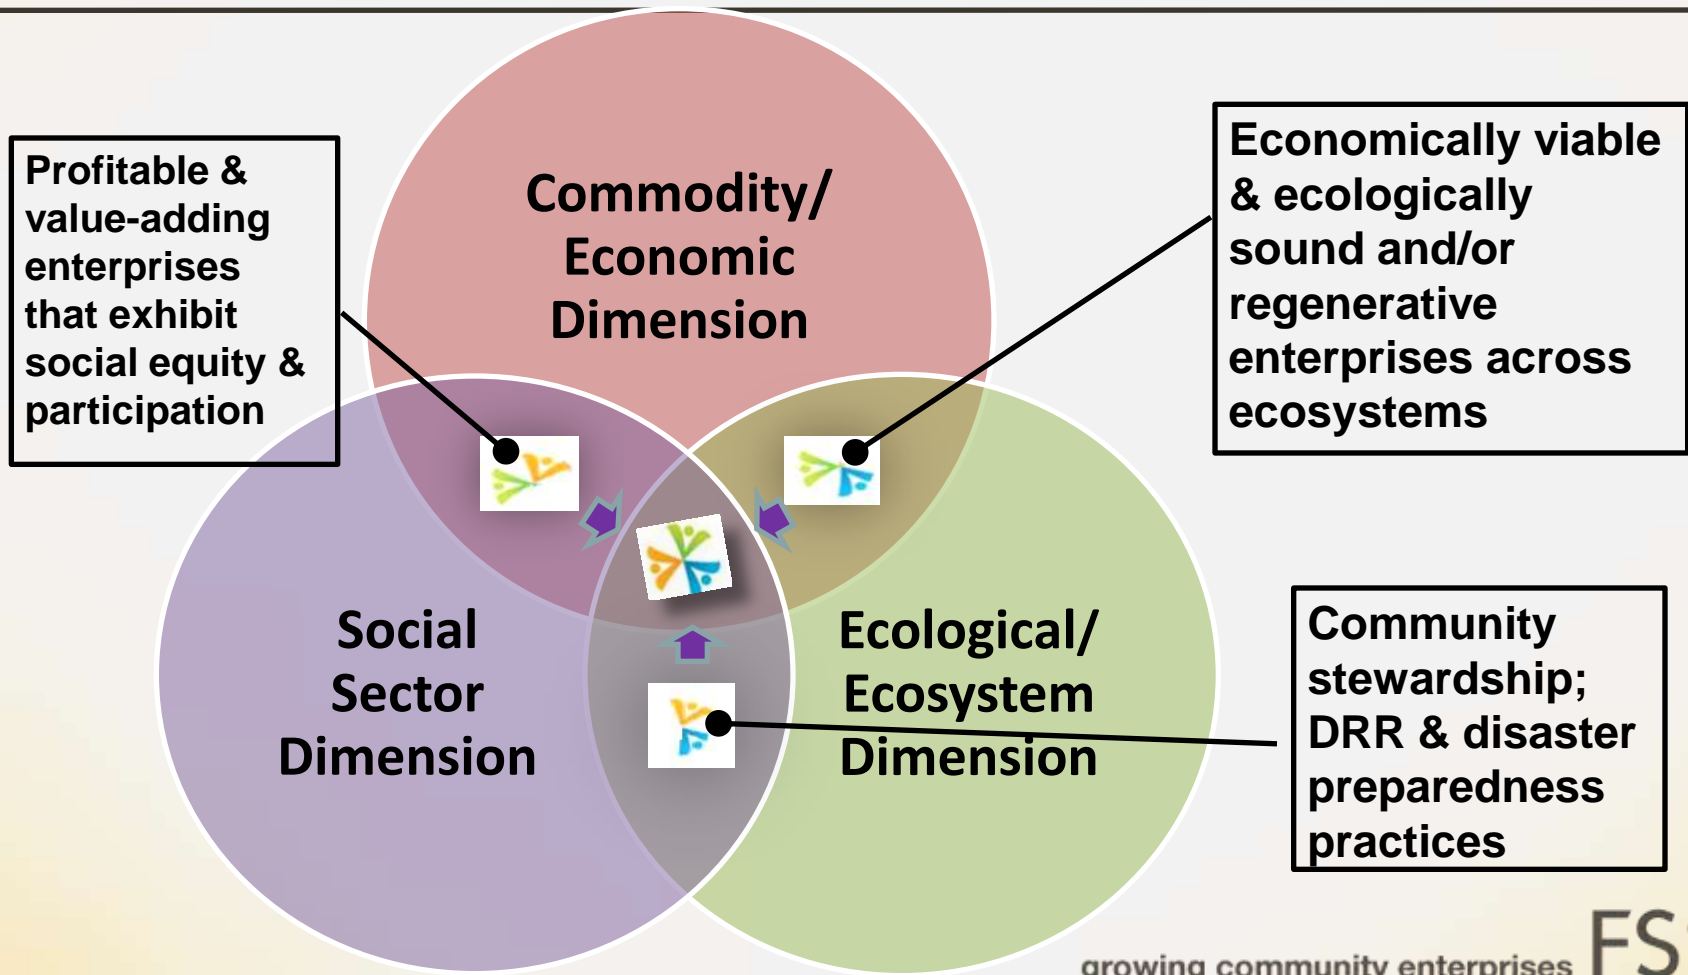 Commodity/
Economic
Dimension
Profitable &
value-adding
enterprises
that exhibit
social equity &
participation
Economically viable
& ecologically
sound and/or
regenerative
enterprises across
ecosystems
Social
Sector
Dimension
Ecological/
Ecosystem
Dimension
Community
stewardship;
DRR & disaster
preparedness
practices
growing community enterprises FS